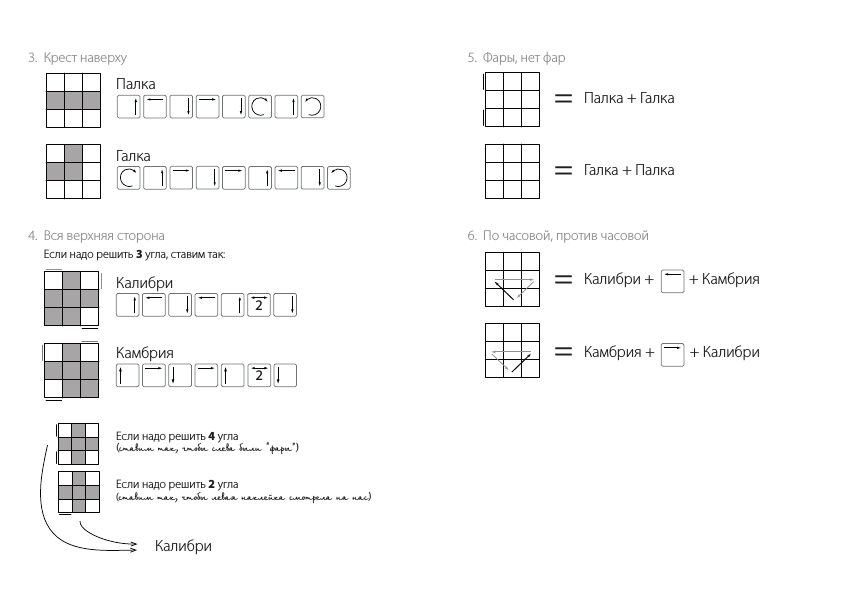 3. Крест наверху
Палка
Галка
4. Вся верхняя сторона
Если надо решить 3 угла, ставим так:
Калибри
2
Камбрия
2
Если надо решить 4 угла
(ставим так, чтобы слева были "фары")
Если надо решить 2 угла
(ставим так, чтобы левая наклейка смотрела на нас)
Калибри
5. Фары, нет фар
= Палка + Галка
= Галка + Палка
6. По часовой, против часовой
= Калибри + + Камбрия
= Камбрия + + Калибри